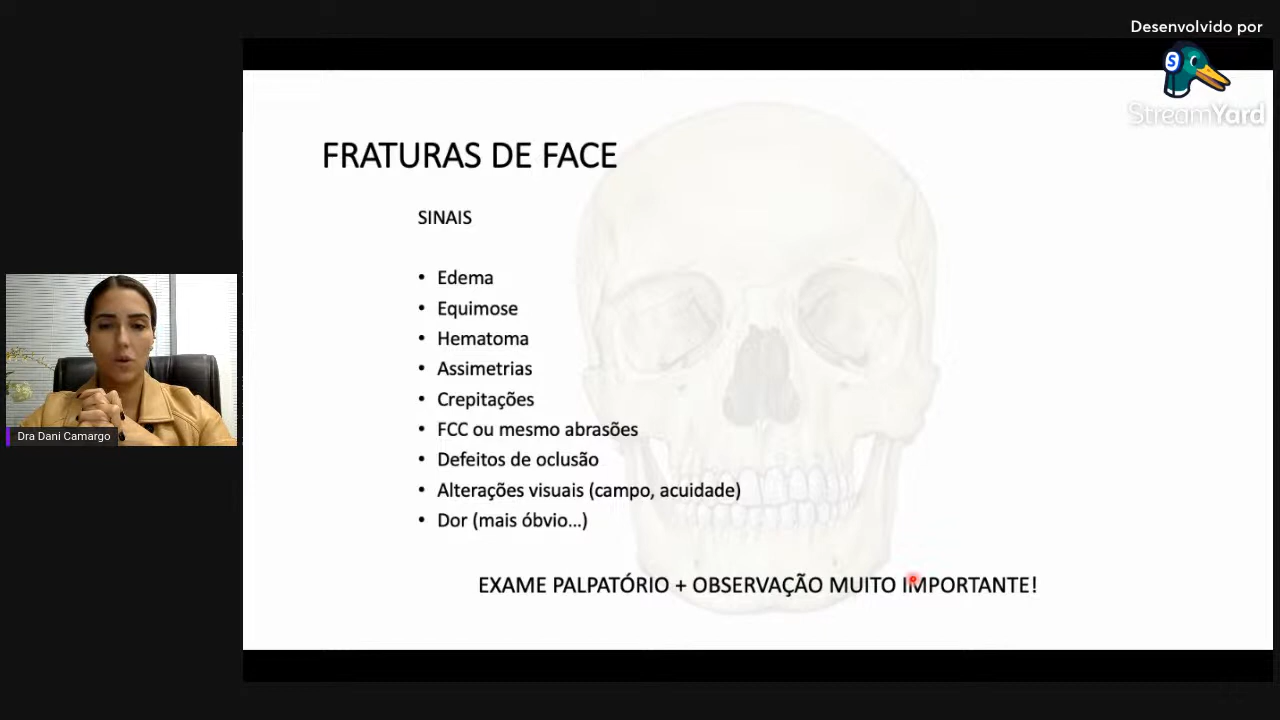 Desenvolvido por
S
StreamYard
FRATURAS DE FACE
SINAIS
• Edema
• Equimose
• Hematoma
• Assimetrias
• Crepitações
• FCC ou mesmo abrasões
• Defeitos de oclusão
• Alterações visuais (campo, acuidade)
• Dor (mais óbvio...)
EXAME PALPATÓRIO + OBSERVAÇÃO MUITO IMPORTANTE!
Dra Dani Camargo